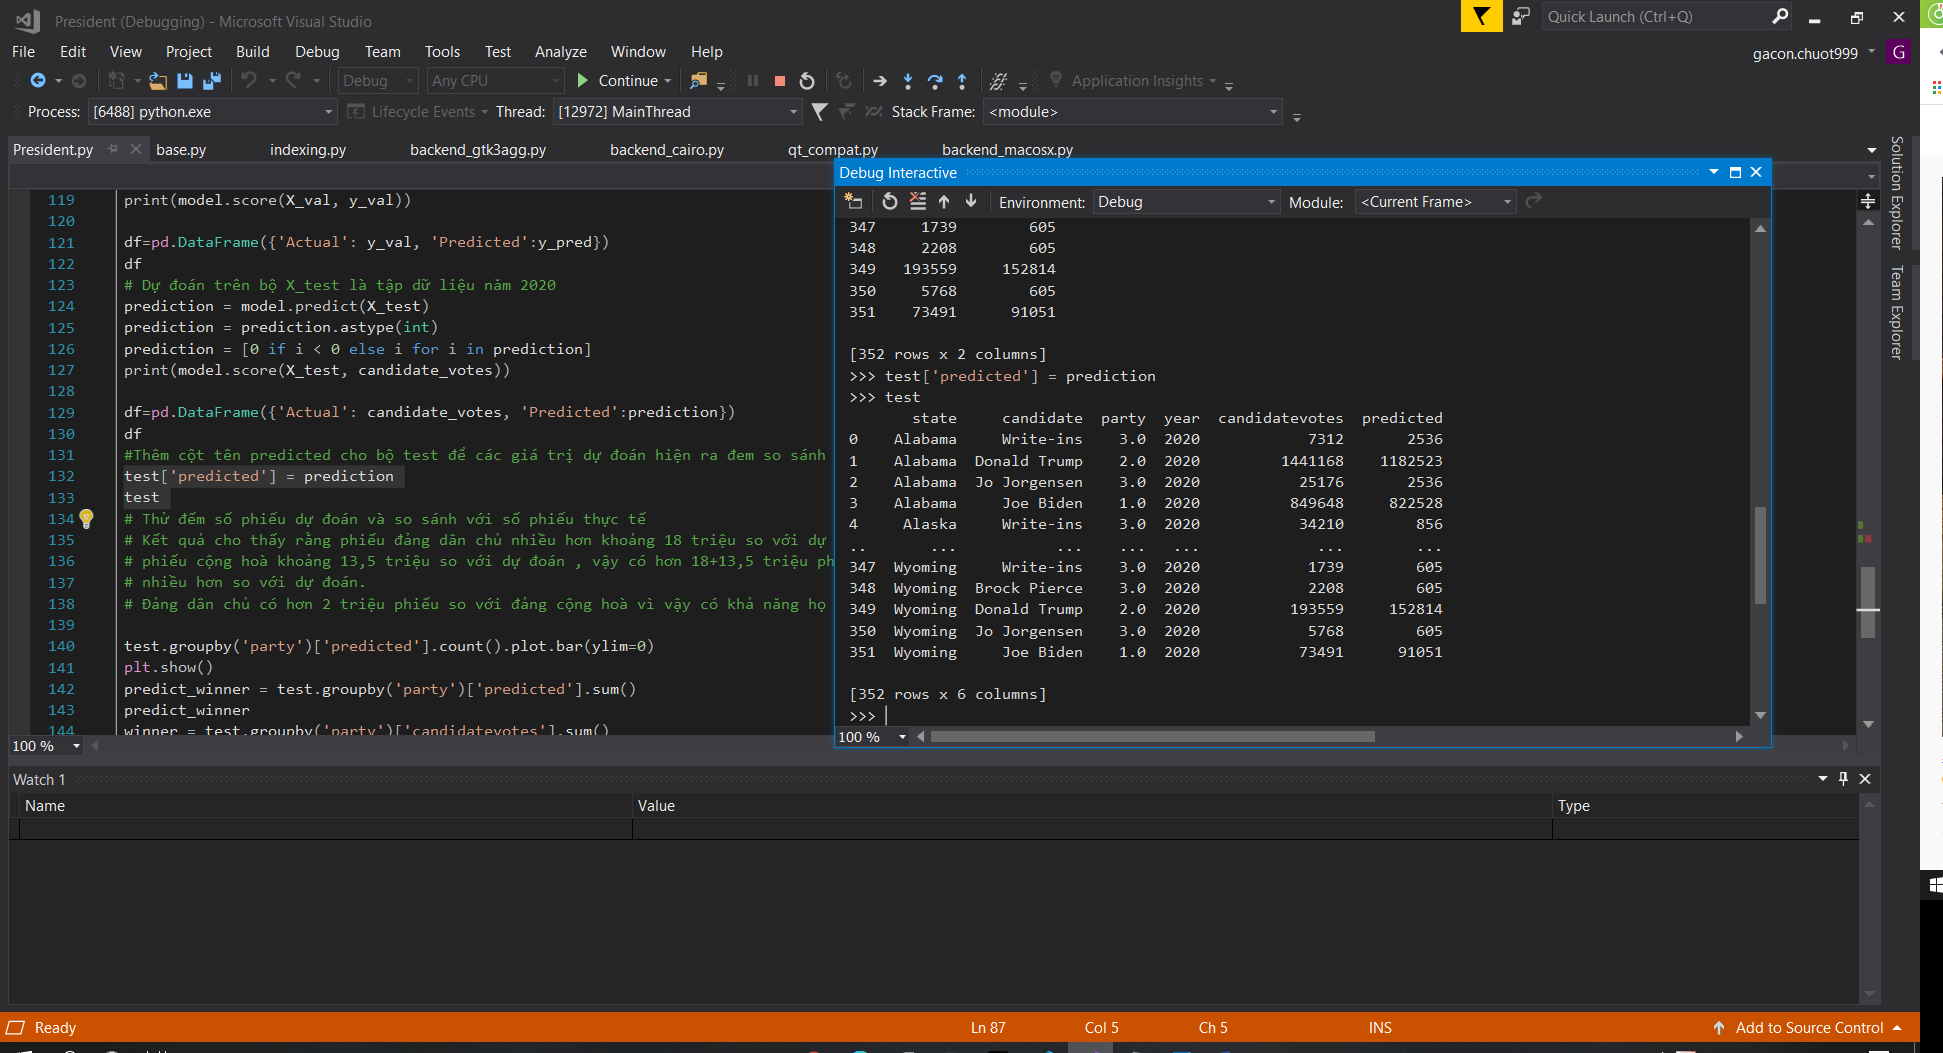 President (Debugging) - Microsoft Visual Studio
Quick Launch (Ctrl+Q)
File Edit View Project Build Debug Team Tools Test Analyze Window Help
gacon.chuot999 G
Debug Any CPU Continue Application Insights
Process: [6488] python.exe Lifecycle Events Thread: [12972] MainThread Stack Frame: <module>
President.py base.py indexing.py backend_gtk3agg.py backend_cairo.py qt_compat.py backend_macosx.py
119 print(model.score(X_val, y_val))
120
121 df=pd.DataFrame({'Actual': y_val, 'Predicted':y_pred})
122 df
123 # Dự đoán trên bộ X_test là tập dữ liệu năm 2020
124 prediction = model.predict(X_test)
125 prediction = prediction.astype(int)
126 prediction = [0 if i < 0 else i for i in prediction]
127 print(model.score(X_test, candidate_votes))
128
129 df=pd.DataFrame({'Actual': candidate_votes, 'Predicted':prediction})
130 df
131 #Thêm cột tên predicted cho bộ test để các giá trị dự đoán hiện ra đem so sánh
132 test['predicted'] = prediction
133 test
134 # Thử đếm số phiếu dự đoán và so sánh với số phiếu thực tế
135 # Kết quả cho thấy rằng phiếu đảng dân chủ nhiều hơn khoảng 18 triệu so với dự
136 # phiếu cộng hoà khoảng 13,5 triệu so với dự đoán , vậy có hơn 18+13,5 triệu ph
137 # nhiều hơn so với dự đoán.
138 # Đảng dân chủ có hơn 2 triệu phiếu so với đảng cộng hoà vì vậy có khả năng họ
139
140 test.groupby('party')['predicted'].count().plot.bar(ylim=0)
141 plt.show()
142 predict_winner = test.groupby('party')['predicted'].sum()
143 predict_winner
144 winner = test.groupby('party')['candidatevotes'].sum()
100 %
Debug Interactive
Environment: Debug Module: <Current Frame>
347 1739 605
348 2208 605
349 193559 152814
350 5768 605
351 73491 91051
[352 rows x 2 columns]
>>> test['predicted'] = prediction
>>> test
state candidate party year candidatevotes predicted
0 Alabama Write-ins 3.0 2020 7312 2536
1 Alabama Donald Trump 2.0 2020 1441168 1182523
2 Alabama Jo Jorgensen 3.0 2020 25176 2536
3 Alabama Joe Biden 1.0 2020 849648 822528
4 Alaska Write-ins 3.0 2020 34210 856
.. ... ... ... ... ... ...
347 Wyoming Write-ins 3.0 2020 1739 605
348 Wyoming Brock Pierce 3.0 2020 2208 605
349 Wyoming Donald Trump 2.0 2020 193559 152814
350 Wyoming Jo Jorgensen 3.0 2020 5768 605
351 Wyoming Joe Biden 1.0 2020 73491 91051
[352 rows x 6 columns]
>>>
100 %
Solution Explorer
Team Explorer
Watch 1
Name Value Type
Ready Ln 87 Col 5 Ch 5 INS Add to Source Control